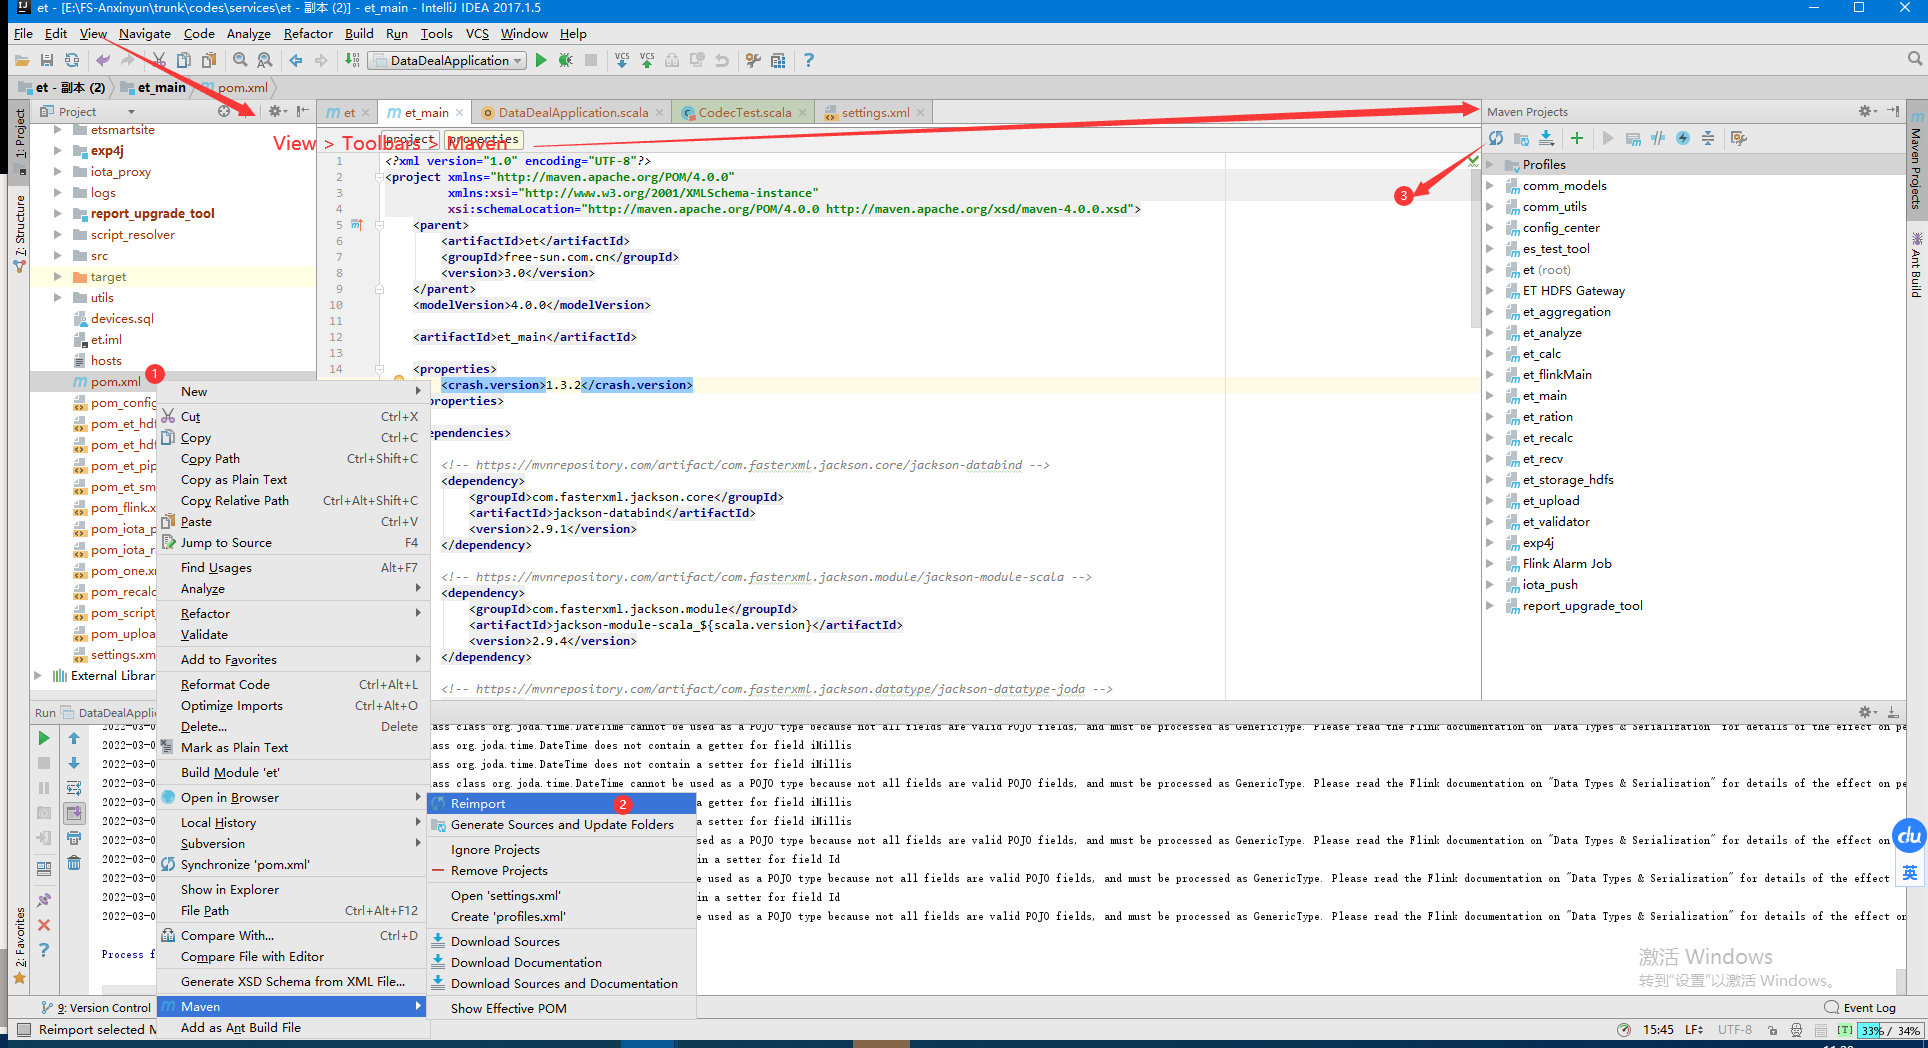 et - [E:\FS-Anxinyun\trunk\codes\services\et - 副本 (2)] - et_main - IntelliJ IDEA 2017.1.5
File Edit View Navigate Code Analyze Refactor Build Run Tools VCS Window Help
DataDealApplication
et - 副本 (2) et_main pom.xml
Project
et
et_main
DataDealApplication.scala
CodecTest.scala
settings.xml
Maven Projects
1: Project
7: Structure
2: Favorites
Maven Projects
Ant Build
View > Toolbars > Maven
project properties
etsmartsite
exp4j
iota_proxy
logs
report_upgrade_tool
script_resolver
src
target
utils
devices.sql
et.iml
hosts
pom.xml
1
pom_config
pom_et_hdf
pom_et_hdf
pom_et_pip
pom_et_sm
pom_flink.x
pom_iota_p
pom_iota_r
pom_one.x
pom_recalc
pom_script_
pom_uploa
settings.xm
External Librar
1 <?xml version="1.0" encoding="UTF-8"?>
2 <project xmlns="http://maven.apache.org/POM/4.0.0"
3 xmlns:xsi="http://www.w3.org/2001/XMLSchema-instance"
4 xsi:schemaLocation="http://maven.apache.org/POM/4.0.0 http://maven.apache.org/xsd/maven-4.0.0.xsd">
5 <parent>
6 <artifactId>et</artifactId>
7 <groupId>free-sun.com.cn</groupId>
8 <version>3.0</version>
9 </parent>
10 <modelVersion>4.0.0</modelVersion>
11
12 <artifactId>et_main</artifactId>
13
14 <properties>
<crash.version>1.3.2</crash.version>
properties>
ependencies>
<!-- https://mvnrepository.com/artifact/com.fasterxml.jackson.core/jackson-databind -->
<dependency>
<groupId>com.fasterxml.jackson.core</groupId>
<artifactId>jackson-databind</artifactId>
<version>2.9.1</version>
</dependency>
<!-- https://mvnrepository.com/artifact/com.fasterxml.jackson.module/jackson-module-scala -->
<dependency>
<groupId>com.fasterxml.jackson.module</groupId>
<artifactId>jackson-module-scala_${scala.version}</artifactId>
<version>2.9.4</version>
</dependency>
<!-- https://mvnrepository.com/artifact/com.fasterxml.jackson.datatype/jackson-datatype-joda -->
3
Profiles
comm_models
comm_utils
config_center
es_test_tool
et (root)
ET HDFS Gateway
et_aggregation
et_analyze
et_calc
et_flinkMain
et_main
et_ration
et_recalc
et_recv
et_storage_hdfs
et_upload
et_validator
exp4j
Flink Alarm Job
iota_push
report_upgrade_tool
New
Cut Ctrl+X
Copy Ctrl+C
Copy Path Ctrl+Shift+C
Copy as Plain Text
Copy Relative Path Ctrl+Alt+Shift+C
Paste Ctrl+V
Jump to Source F4
Find Usages Alt+F7
Analyze
Refactor
Validate
Add to Favorites
Reformat Code Ctrl+Alt+L
Optimize Imports Ctrl+Alt+O
Delete... Delete
Mark as Plain Text
Build Module 'et'
Open in Browser
Local History
Subversion
Synchronize 'pom.xml'
Show in Explorer
File Path Ctrl+Alt+F12
Compare With... Ctrl+D
Compare File with Editor
Generate XSD Schema from XML File...
Maven
Add as Ant Build File
Reimport 2
Generate Sources and Update Folders
Ignore Projects
Remove Projects
Open 'settings.xml'
Create 'profiles.xml'
Download Sources
Download Documentation
Download Sources and Documentation
Show Effective POM
Run DataDealApplic
2022-03-0 ass class org.joda.time.DateTime cannot be used as a POJO type because not all fields are valid POJO fields, and must be processed as GenericType. Please read the Flink documentation on "Data Types & Serialization" for details of the effect on pe
2022-03-0 lass org.joda.time.DateTime does not contain a getter for field iMillis
2022-03-0 lass org.joda.time.DateTime does not contain a setter for field iMillis
2022-03-0 ass class org.joda.time.DateTime cannot be used as a POJO type because not all fields are valid POJO fields, and must be processed as GenericType. Please read the Flink documentation on "Data Types & Serialization" for details of the effect on pe
2022-03-0 a getter for field iMillis
2022-03-0 a setter for field iMillis
2022-03-0 sed as a POJO type because not all fields are valid POJO fields, and must be processed as GenericType. Please read the Flink documentation on "Data Types & Serialization" for details of the effect on
2022-03-0 in a setter for field Id
2022-03-0 e used as a POJO type because not all fields are valid POJO fields, and must be processed as GenericType. Please read the Flink documentation on "Data Types & Serialization" for details of the effect
2022-03-0 in a setter for field Id
2022-03-0 e used as a POJO type because not all fields are valid POJO fields, and must be processed as GenericType. Please read the Flink documentation on "Data Types & Serialization" for details of the effect on
Process f
du
英
激活 Windows
转到"设置"以激活 Windows。
9: Version Control
Event Log
Reimport selected M
15:45 LF÷ UTF-8 [T] 33% / 34%